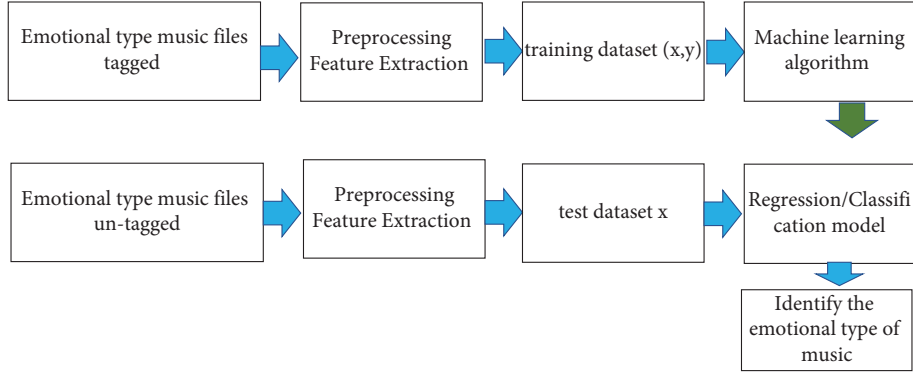 Emotional type music files
tagged
Preprocessing
Feature Extraction
training dataset (x,y)
Machine learning
algorithm
Emotional type music files
un-tagged
Preprocessing
Feature Extraction
test dataset x
Regression/Classifi
cation model
Identify the
emotional type of
music